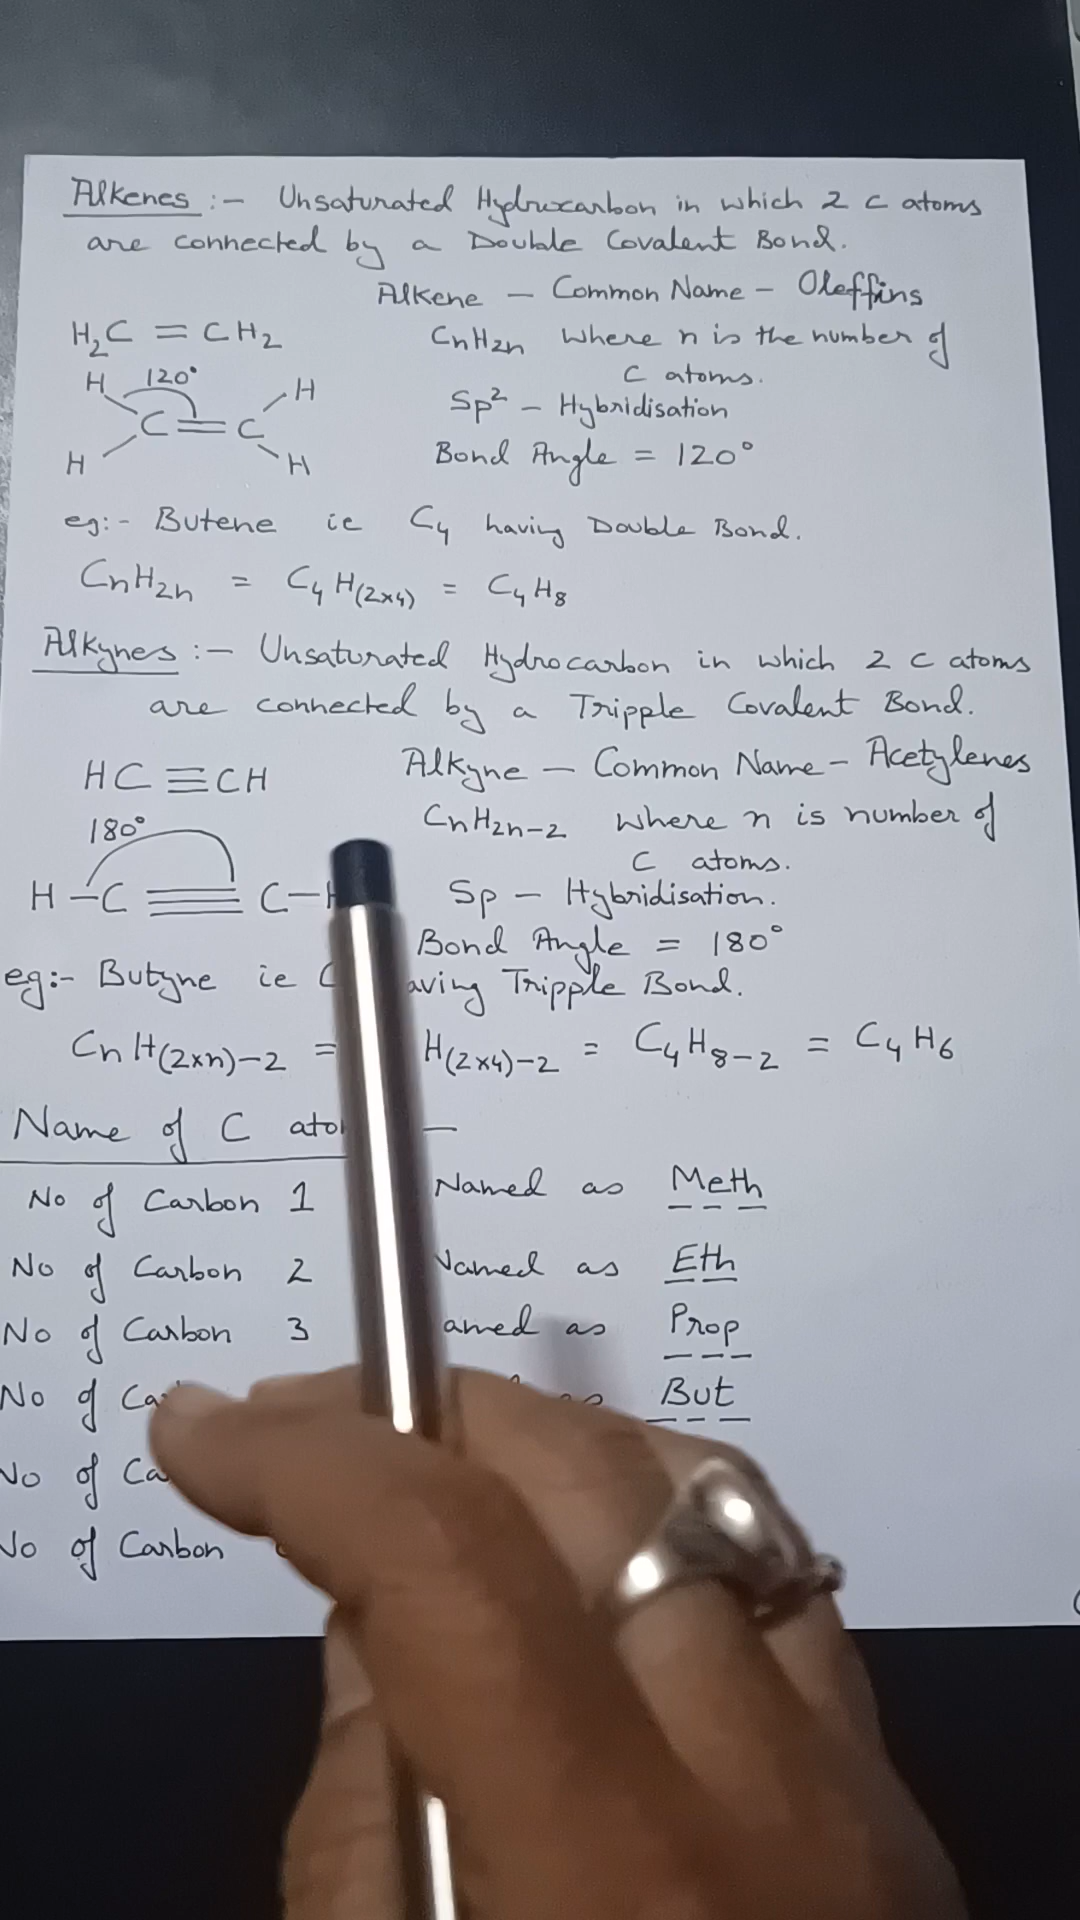 Alkenes :- Unsaturated Hydrocarbon in which 2 C atoms
are connected by a Double Covalent Bond.
Alkene - Common Name - Oleffins
H₂C = CH₂
CnH2n where n is the number of
C atoms.
H 120° H
C = C
H H
Sp² - Hybridisation
Bond Angle = 120°
eg:- Butene ie C₄ having Double Bond.
CnH2n = C₄H(2x4) = C₄H₈
Alkynes :- Unsaturated Hydrocarbon in which 2 C atoms
are connected by a Tripple Covalent Bond.
HC ≡ CH
Alkyne - Common Name - Acetylenes
180°
CnH2n-2 where n is number of
C atoms.
H - C ≡ C -
Sp - Hybridisation.
Bond Angle = 180°
eg:- Butyne ie Tripple Bond.
CnH(2xn)-2 = H(2x4)-2 = C₄H8-2 = C₄H₆
Name of C
No of Carbon 1 Named as Meth
No of Carbon 2 Named as Eth
No of Carbon 3 as Prop
No of But
No of
No of Carbon